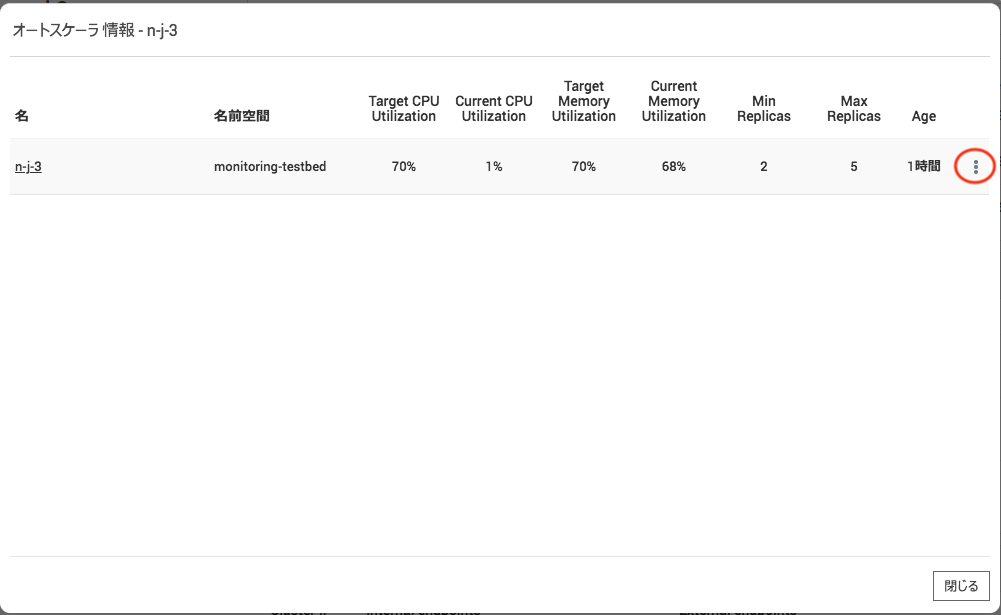 オートスケーラ 情報 - n-j-3
名 名前空間 Target CPU Utilization Current CPU Utilization Target Memory Utilization Current Memory Utilization Min Replicas Max Replicas Age
n-j-3 monitoring-testbed 70% 1% 70% 68% 2 5 1時間
閉じる